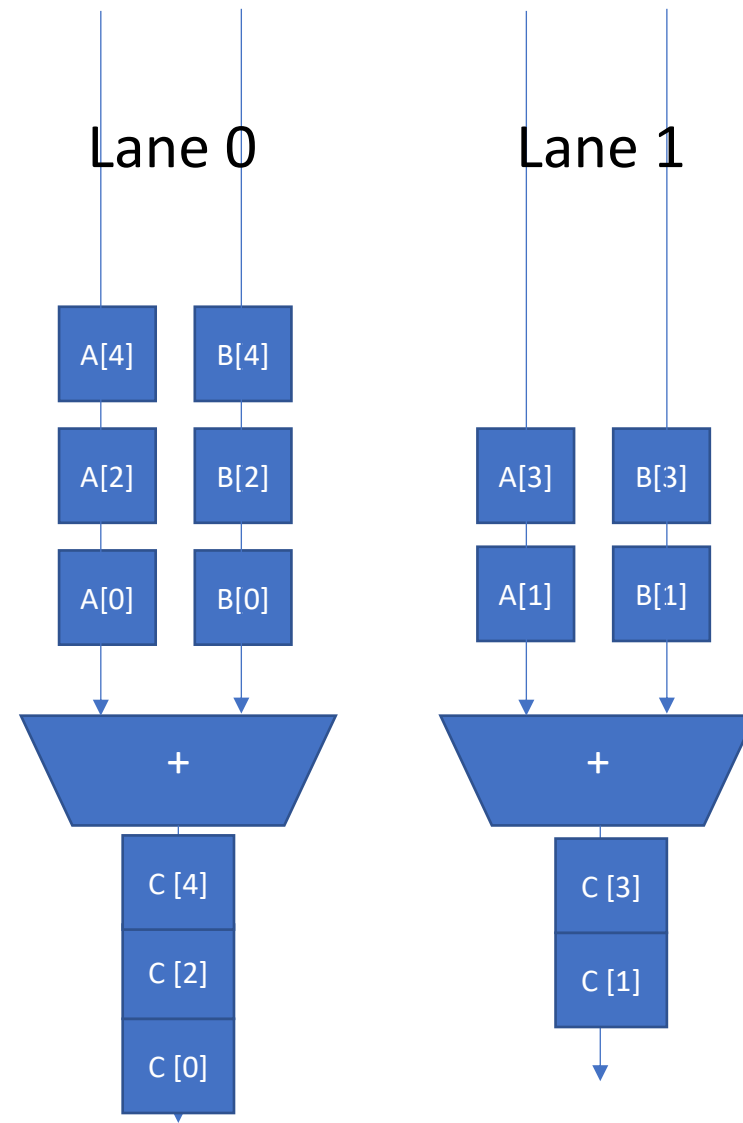 Lane 0
Lane 1
A[4]
B[4]
A[2]
B[2]
A[3]
B[3]
A[0]
B[0]
A[1]
B[1]
+
+
C [4]
C [3]
C [2]
C [1]
C [0]